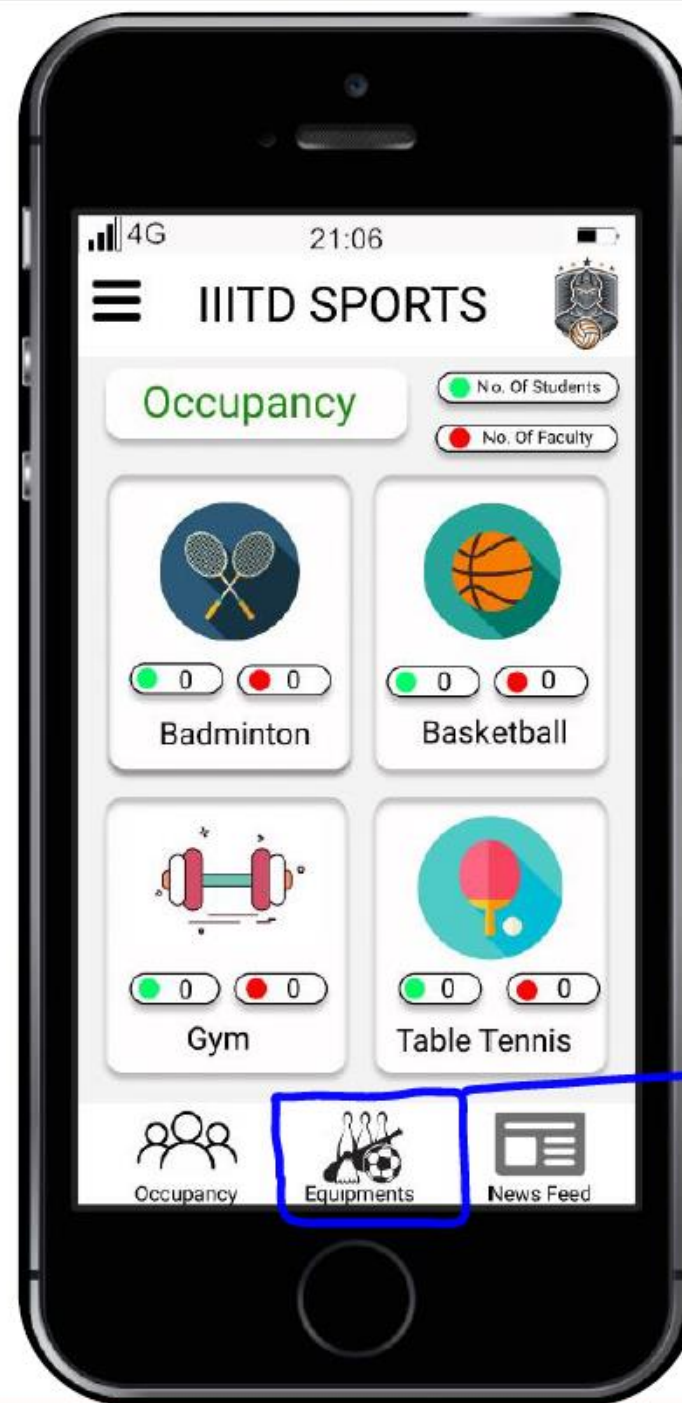 4G 21:06
IIITD SPORTS
Occupancy
No. Of Students
No. Of Faculty
0 0 0 0
Badminton Basketball
0 0 0 0
Gym Table Tennis
Occupancy Equipments News Feed